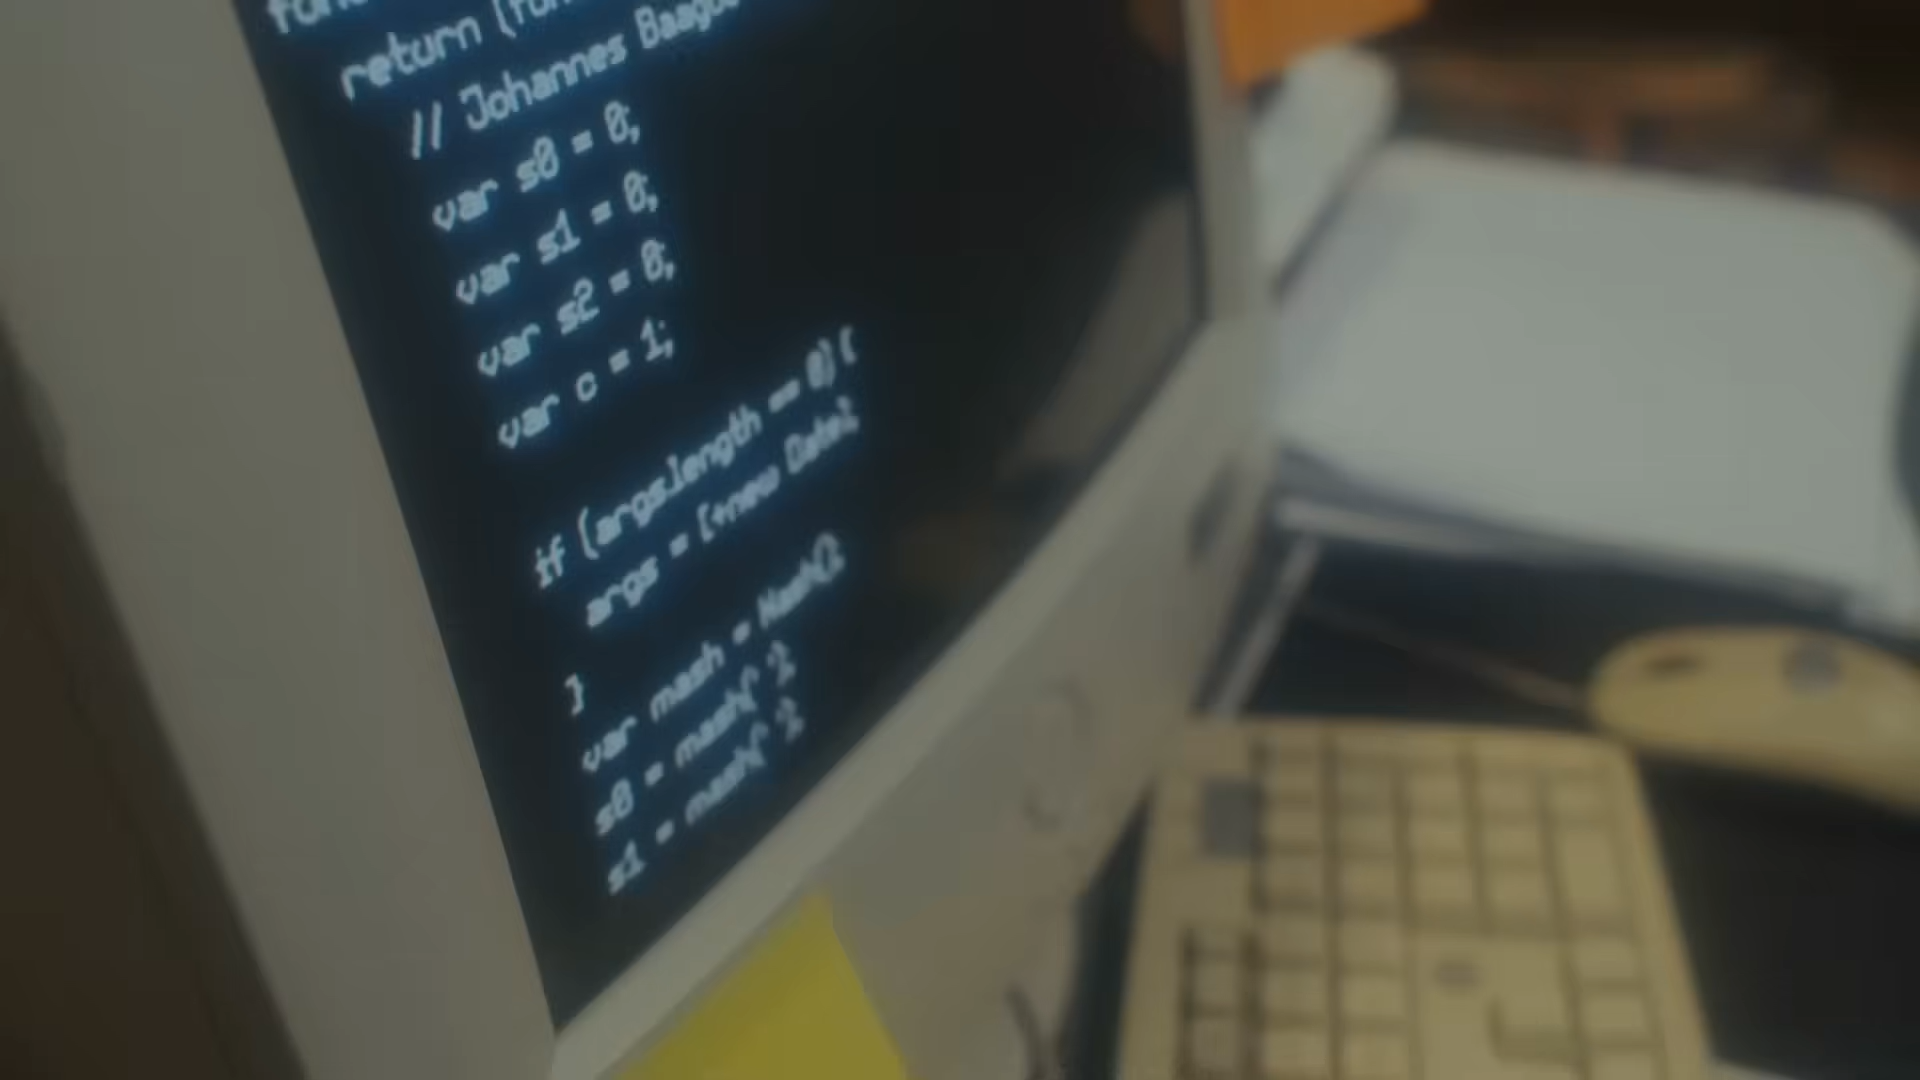 return (fun
// Johannes Baagø
var s0 = 0;
var s1 = 0;
var s2 = 0;
var c = 1;
if (args.length == 0) {
args = [+new Date];
}
var mash = Mash();
s0 = mash(' ');
s1 = mash(' ');